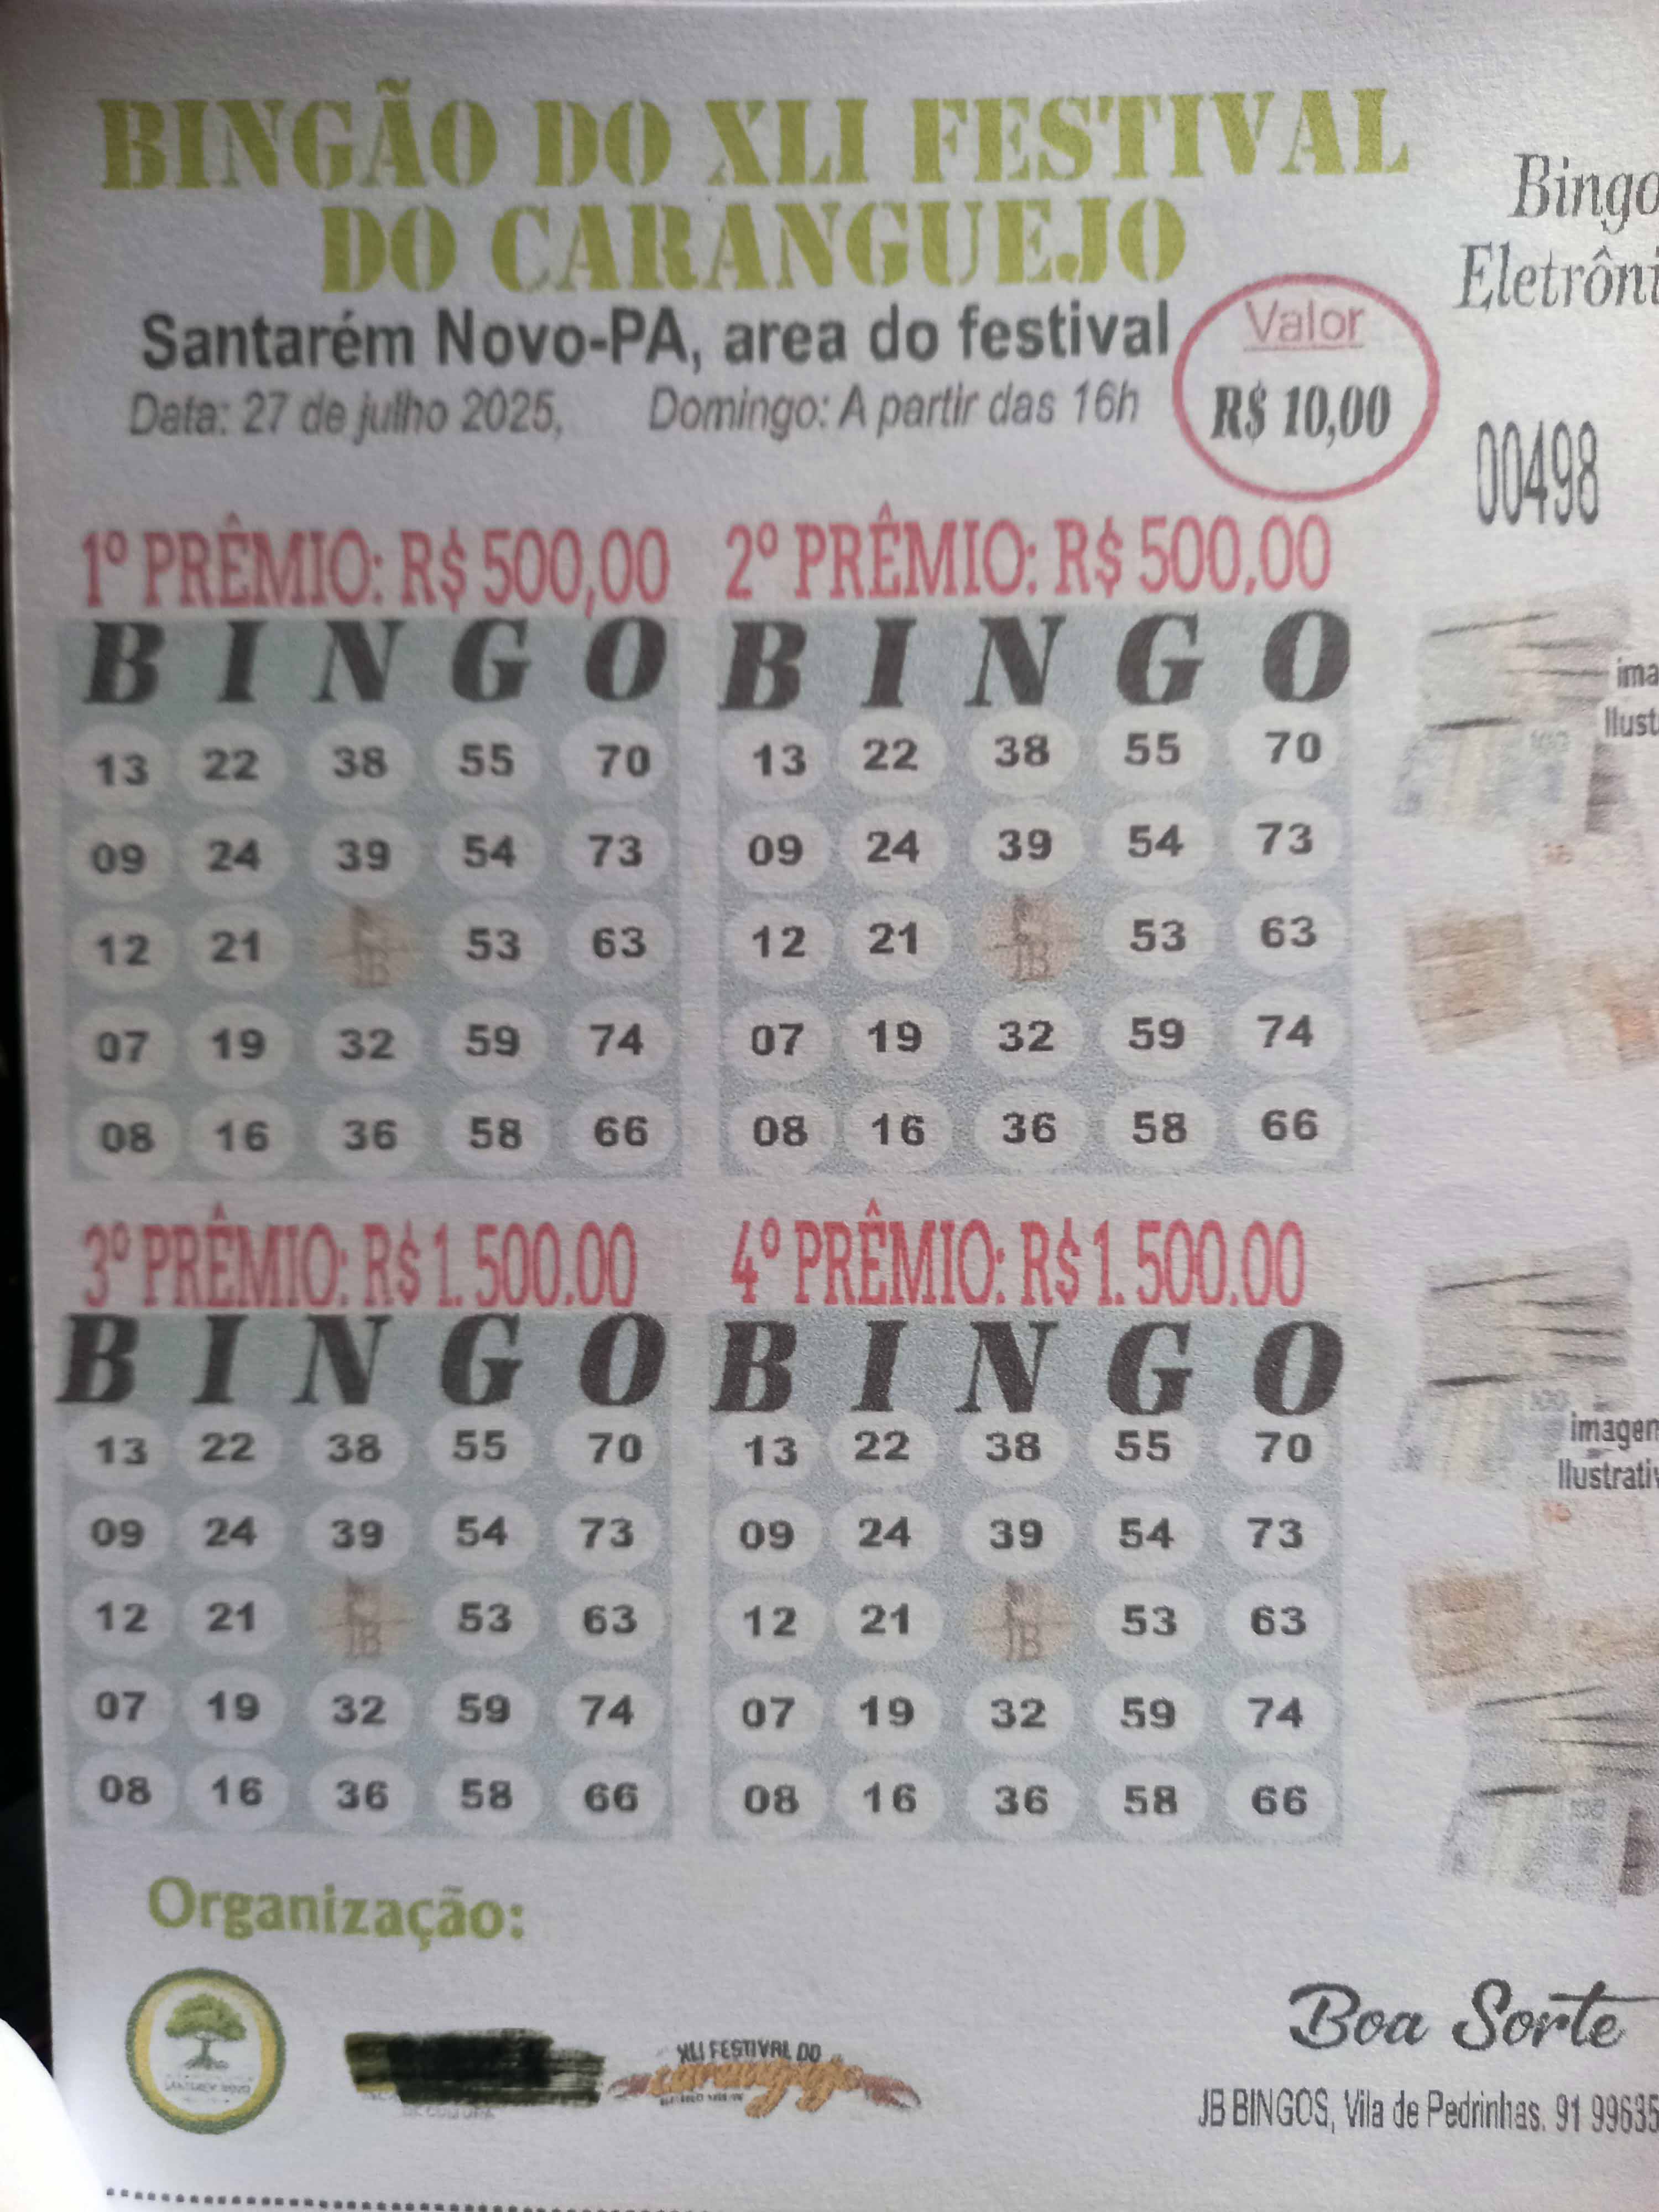 BINGÃO DO XLI FESTIVAL
DO CARANGUEJO
Santarém Novo-PA, area do festival
Data: 27 de julho 2025, Domingo: A partir das 16h
Valor
R$ 10,00
Bingo
Eletrôni
00498
1º PRÊMIO: R$ 500,00
B I N G O
13 22 38 55 70
09 24 39 54 73
12 21 JB 53 63
07 19 32 59 74
08 16 36 58 66
2º PRÊMIO: R$ 500,00
B I N G O
13 22 38 55 70
09 24 39 54 73
12 21 JB 53 63
07 19 32 59 74
08 16 36 58 66
ima
Ilust
3º PRÊMIO: R$ 1.500.00
B I N G O
13 22 38 55 70
09 24 39 54 73
12 21 JB 53 63
07 19 32 59 74
08 16 36 58 66
4º PRÊMIO: R$ 1.500.00
B I N G O
13 22 38 55 70
09 24 39 54 73
12 21 JB 53 63
07 19 32 59 74
08 16 36 58 66
imagen
Ilustrativ
Organização:
SANTARÉM NOVO
XLI FESTIVAL DO
caranguejo
Boa Sorte
JB BINGOS, Vila de Pedrinhas. 91 99635